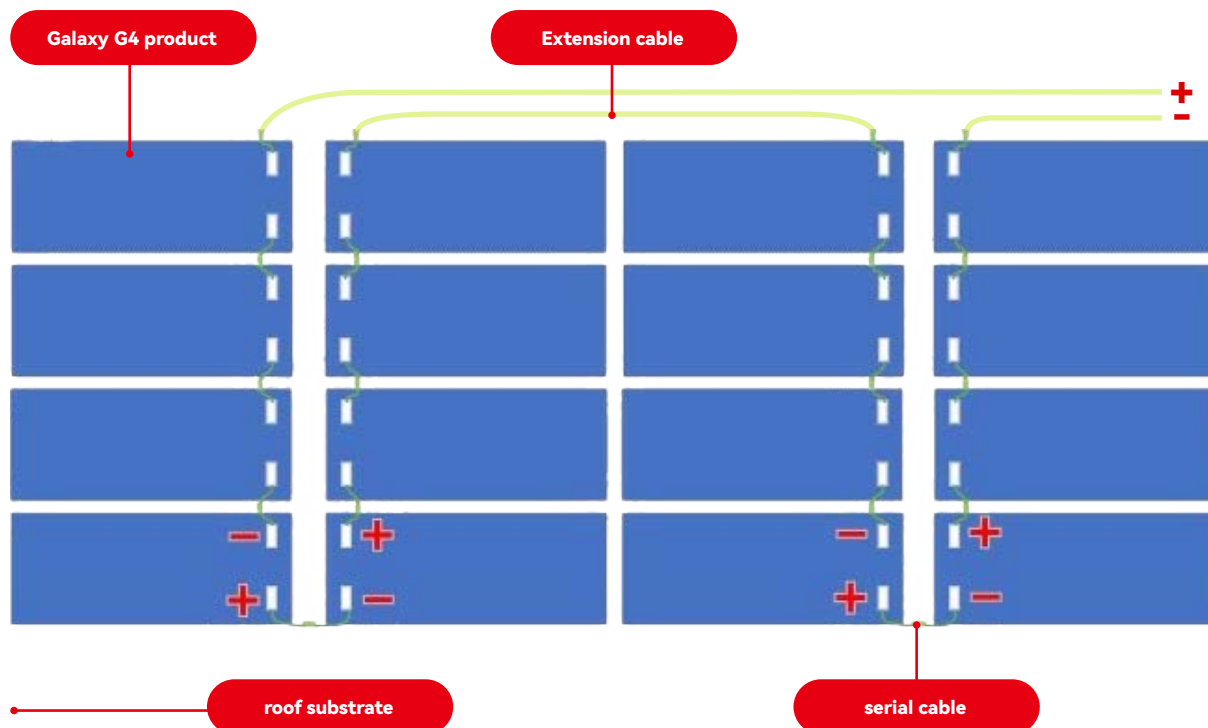 Galaxy G4 product
Extension cable
+
-
− +
+ −
− +
+ −
roof substrate
serial cable